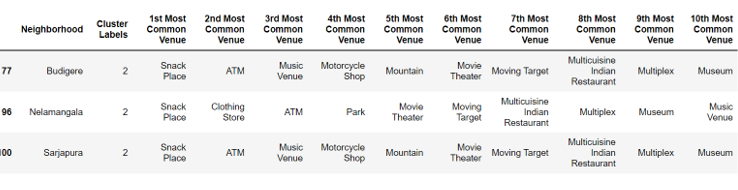 Neighborhood Cluster Labels 1st Most Common Venue 2nd Most Common Venue 3rd Most Common Venue 4th Most Common Venue 5th Most Common Venue 6th Most Common Venue 7th Most Common Venue 8th Most Common Venue 9th Most Common Venue 10th Most Common Venue
77 Budigere 2 Snack Place ATM Music Venue Motorcycle Shop Mountain Movie Theater Moving Target Multicuisine Indian Restaurant Multiplex Museum
96 Nelamangala 2 Snack Place Clothing Store ATM Park Movie Theater Moving Target Multicuisine Indian Restaurant Multiplex Museum Music Venue
100 Sarjapura 2 Snack Place ATM Music Venue Motorcycle Shop Mountain Movie Theater Moving Target Multicuisine Indian Restaurant Multiplex Museum